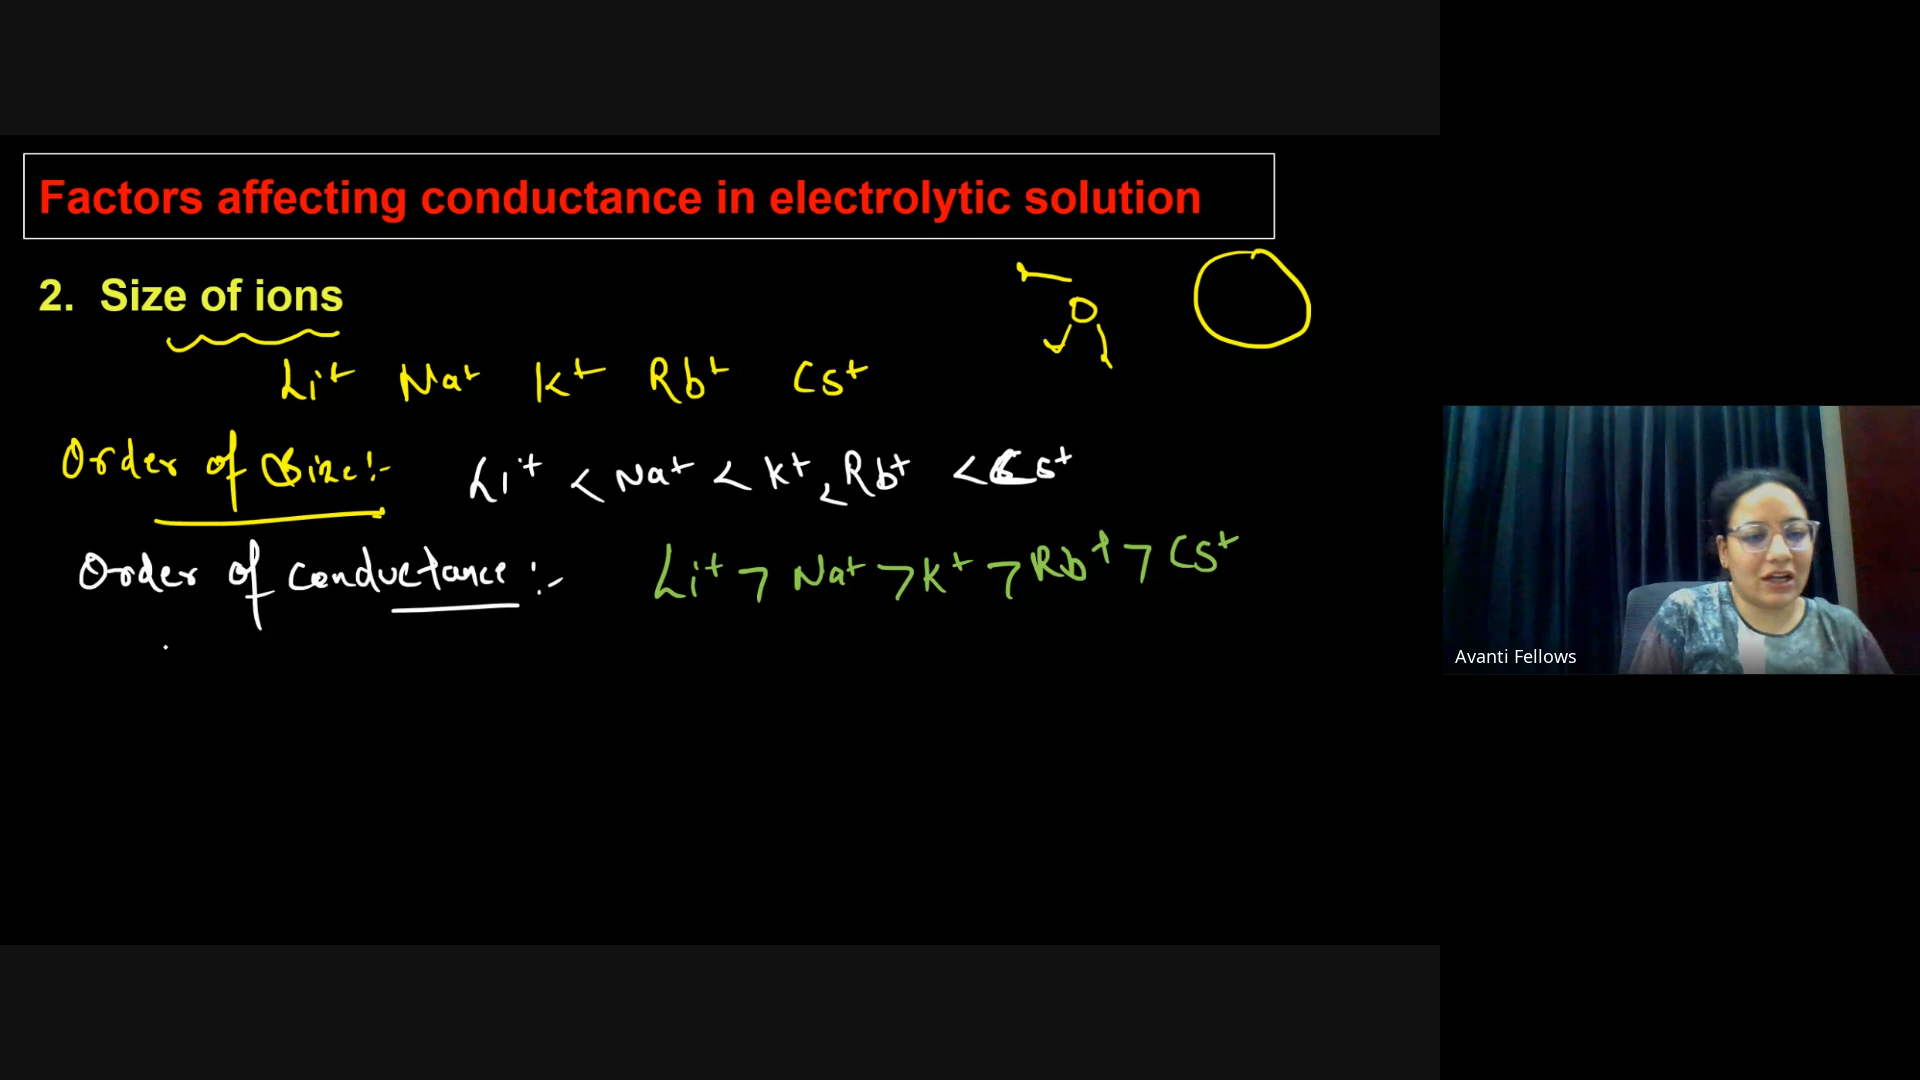 Factors affecting conductance in electrolytic solution
2. Size of ions
Li+ Na+ K+ Rb+ Cs+
Order of Size:- Li+ < Na+ < K+ < Rb+ < Cs+
Order of conductance :- Li+ > Na+ > K+ > Rb+ > Cs+
Avanti Fellows